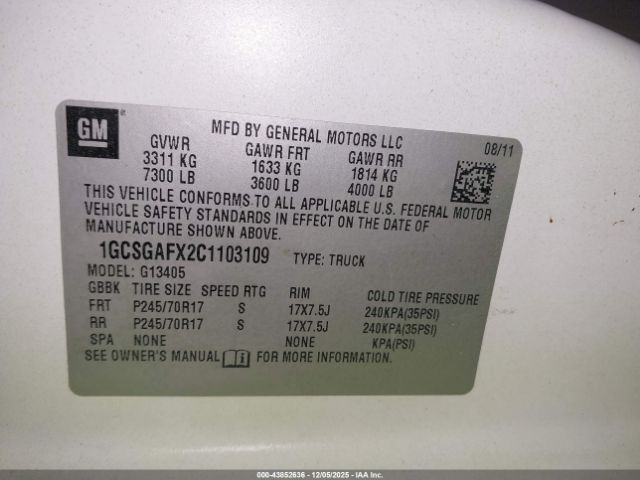 GM
MFD BY GENERAL MOTORS LLC
08/11
GVWR GAWR FRT GAWR RR
3311 KG 1633 KG 1814 KG
7300 LB 3600 LB 4000 LB
THIS VEHICLE CONFORMS TO ALL APPLICABLE U.S. FEDERAL MOTOR
VEHICLE SAFETY STANDARDS IN EFFECT ON THE DATE OF
MANUFACTURE SHOWN ABOVE.
1GCSGAFX2C1103109 TYPE: TRUCK
MODEL: G13405
GBBK TIRE SIZE SPEED RTG RIM COLD TIRE PRESSURE
FRT P245/70R17 S 17X7.5J 240KPA(35PSI)
RR P245/70R17 S 17X7.5J 240KPA(35PSI)
SPA NONE NONE KPA(PSI)
SEE OWNER'S MANUAL FOR MORE INFORMATION.
000-43852636 - 12/05/2025 - IAA Inc.